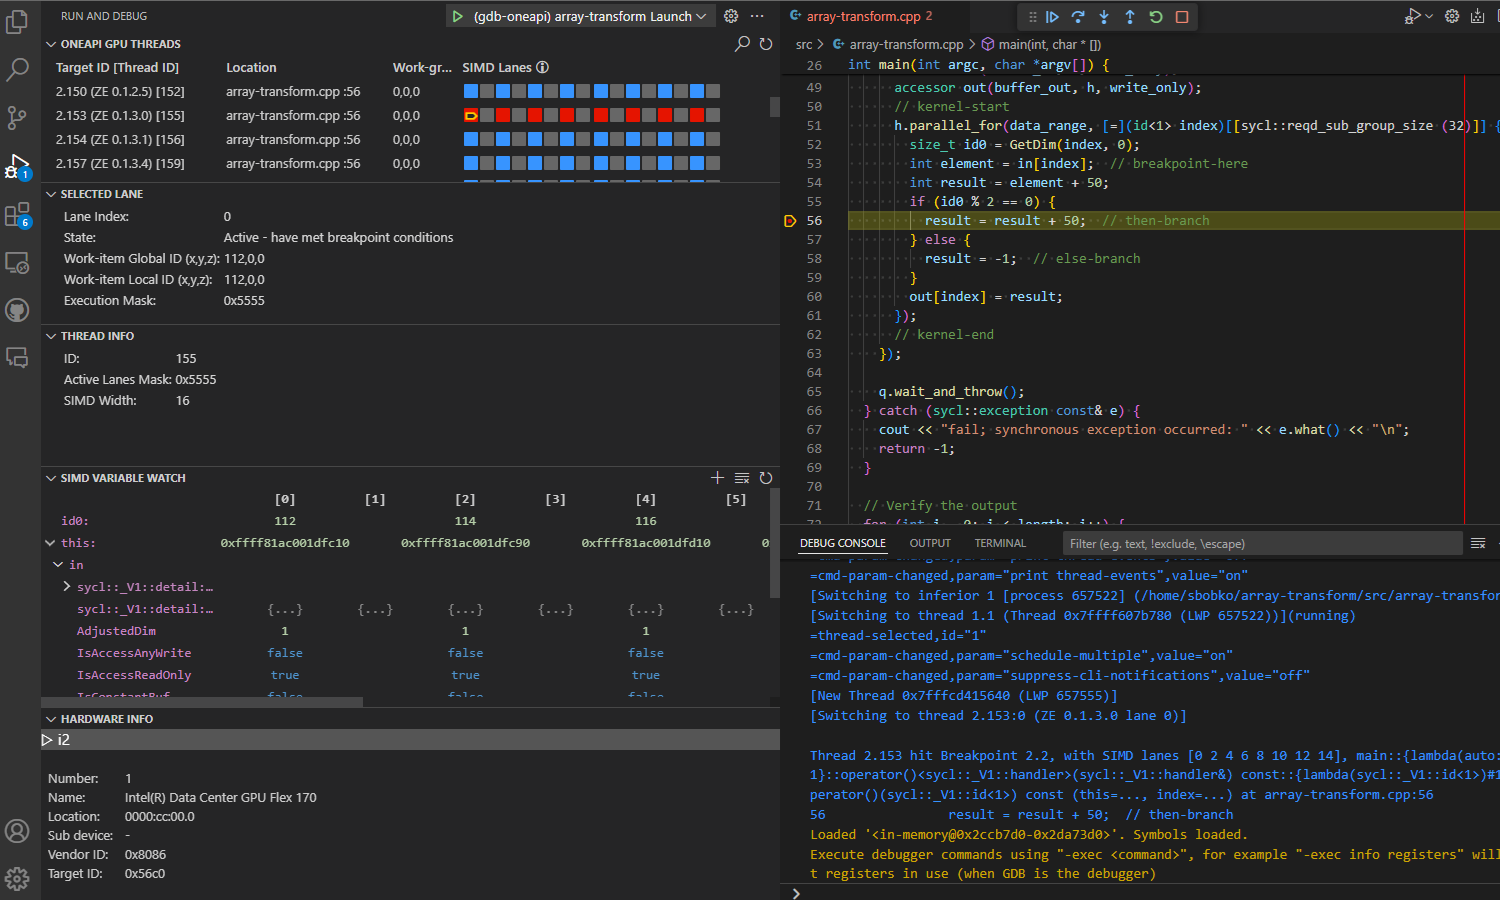 RUN AND DEBUG
(gdb-oneapi) array-transform Launch
ONEAPI GPU THREADS
Target ID [Thread ID] Location Work-gr... SIMD Lanes
2.150 (ZE 0.1.2.5) [152] array-transform.cpp :56 0,0,0
2.153 (ZE 0.1.3.0) [155] array-transform.cpp :56 0,0,0
2.154 (ZE 0.1.3.1) [156] array-transform.cpp :56 0,0,0
2.157 (ZE 0.1.3.4) [159] array-transform.cpp :56 0,0,0
1
6
SELECTED LANE
Lane Index: 0
State: Active - have met breakpoint conditions
Work-item Global ID (x,y,z): 112,0,0
Work-item Local ID (x,y,z): 112,0,0
Execution Mask: 0x5555
THREAD INFO
ID: 155
Active Lanes Mask: 0x5555
SIMD Width: 16
SIMD VARIABLE WATCH
[0] [1] [2] [3] [4] [5]
id0: 112 114 116
this: 0xffff81ac001dfc10 0xffff81ac001dfc90 0xffff81ac001dfd10 0
in
sycl::_V1::detail:…
sycl::_V1::detail:… {...} {...} {...} {...} {...} {...}
AdjustedDim 1 1 1
IsAccessAnyWrite false false false
IsAccessReadOnly true true true
IsConstantBuf false false false
HARDWARE INFO
i2
Number: 1
Name: Intel(R) Data Center GPU Flex 170
Location: 0000:cc:00.0
Sub device: -
Vendor ID: 0x8086
Target ID: 0x56c0
array-transform.cpp 2
src > array-transform.cpp > main(int, char * [])
26 int main(int argc, char *argv[]) {
49 accessor out(buffer_out, h, write_only);
50 // kernel-start
51 h.parallel_for(data_range, [=](id<1> index)[[sycl::reqd_sub_group_size (32)]] {
52 size_t id0 = GetDim(index, 0);
53 int element = in[index]; // breakpoint-here
54 int result = element + 50;
55 if (id0 % 2 == 0) {
56 result = result + 50; // then-branch
57 } else {
58 result = -1; // else-branch
59 }
60 out[index] = result;
61 });
62 // kernel-end
63 });
64
65 q.wait_and_throw();
66 } catch (sycl::exception const& e) {
67 cout << "fail; synchronous exception occurred: " << e.what() << "\n";
68 return -1;
69 }
70
71 // Verify the output
72 for (int i = 0; i < length; i++) {
DEBUG CONSOLE OUTPUT TERMINAL Filter (e.g. text, !exclude, \escape)
=cmd-param-changed,param="print thread-events",value="on"
[Switching to inferior 1 [process 657522] (/home/sbobko/array-transform/src/array-transfor
[Switching to thread 1.1 (Thread 0x7ffff607b780 (LWP 657522))](running)
=thread-selected,id="1"
=cmd-param-changed,param="schedule-multiple",value="on"
=cmd-param-changed,param="suppress-cli-notifications",value="off"
[New Thread 0x7fffcd415640 (LWP 657555)]
[Switching to thread 2.153:0 (ZE 0.1.3.0 lane 0)]
Thread 2.153 hit Breakpoint 2.2, with SIMD lanes [0 2 4 6 8 10 12 14], main::{lambda(auto:
1}::operator()<sycl::_V1::handler>(sycl::_V1::handler&) const::{lambda(sycl::_V1::id<1>)#1
perator()(sycl::_V1::id<1>) const (this=..., index=...) at array-transform.cpp:56
56 result = result + 50; // then-branch
Loaded '<in-memory@0x2ccb7d0-0x2da73d0>'. Symbols loaded.
Execute debugger commands using "-exec <command>", for example "-exec info registers" will
t registers in use (when GDB is the debugger)
>